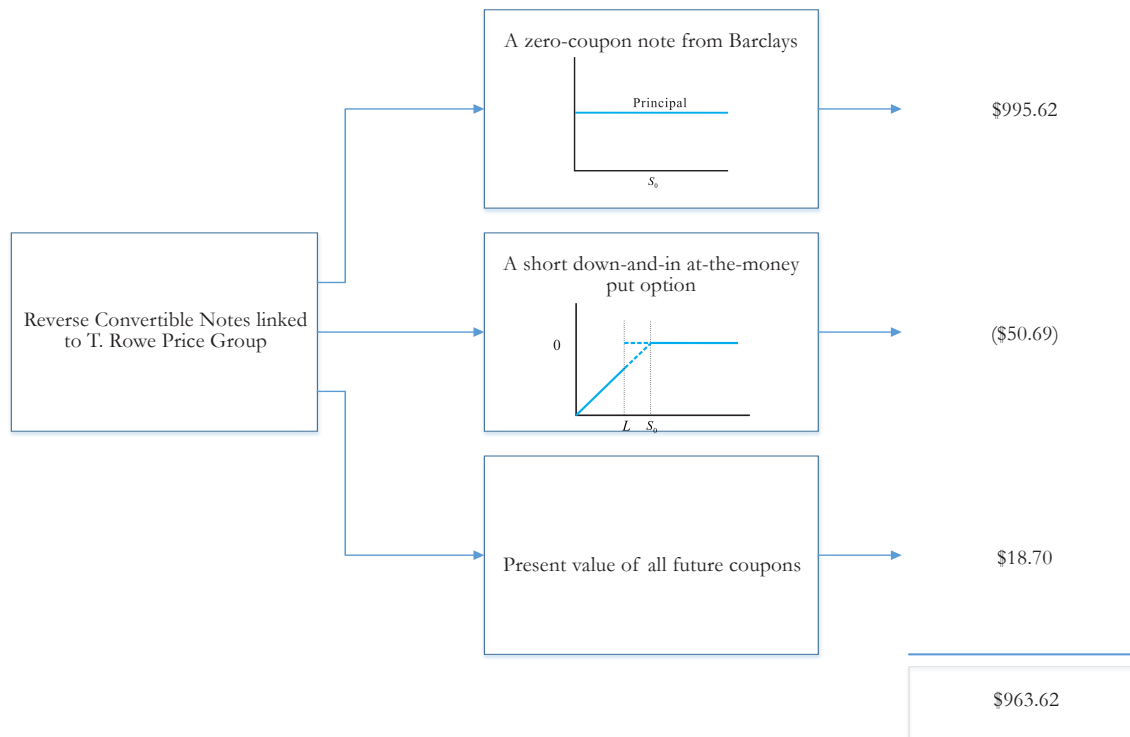 A zero-coupon note from Barclays
Principal
S₀
$995.62
Reverse Convertible Notes linked
to T. Rowe Price Group
A short down-and-in at-the-money
put option
0
L S₀
($50.69)
Present value of all future coupons
$18.70
$963.62